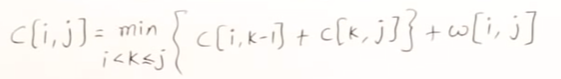 C[i,j] = min i<k≤j { C[i,k-1] + C[k,j] } + ω[i,j]